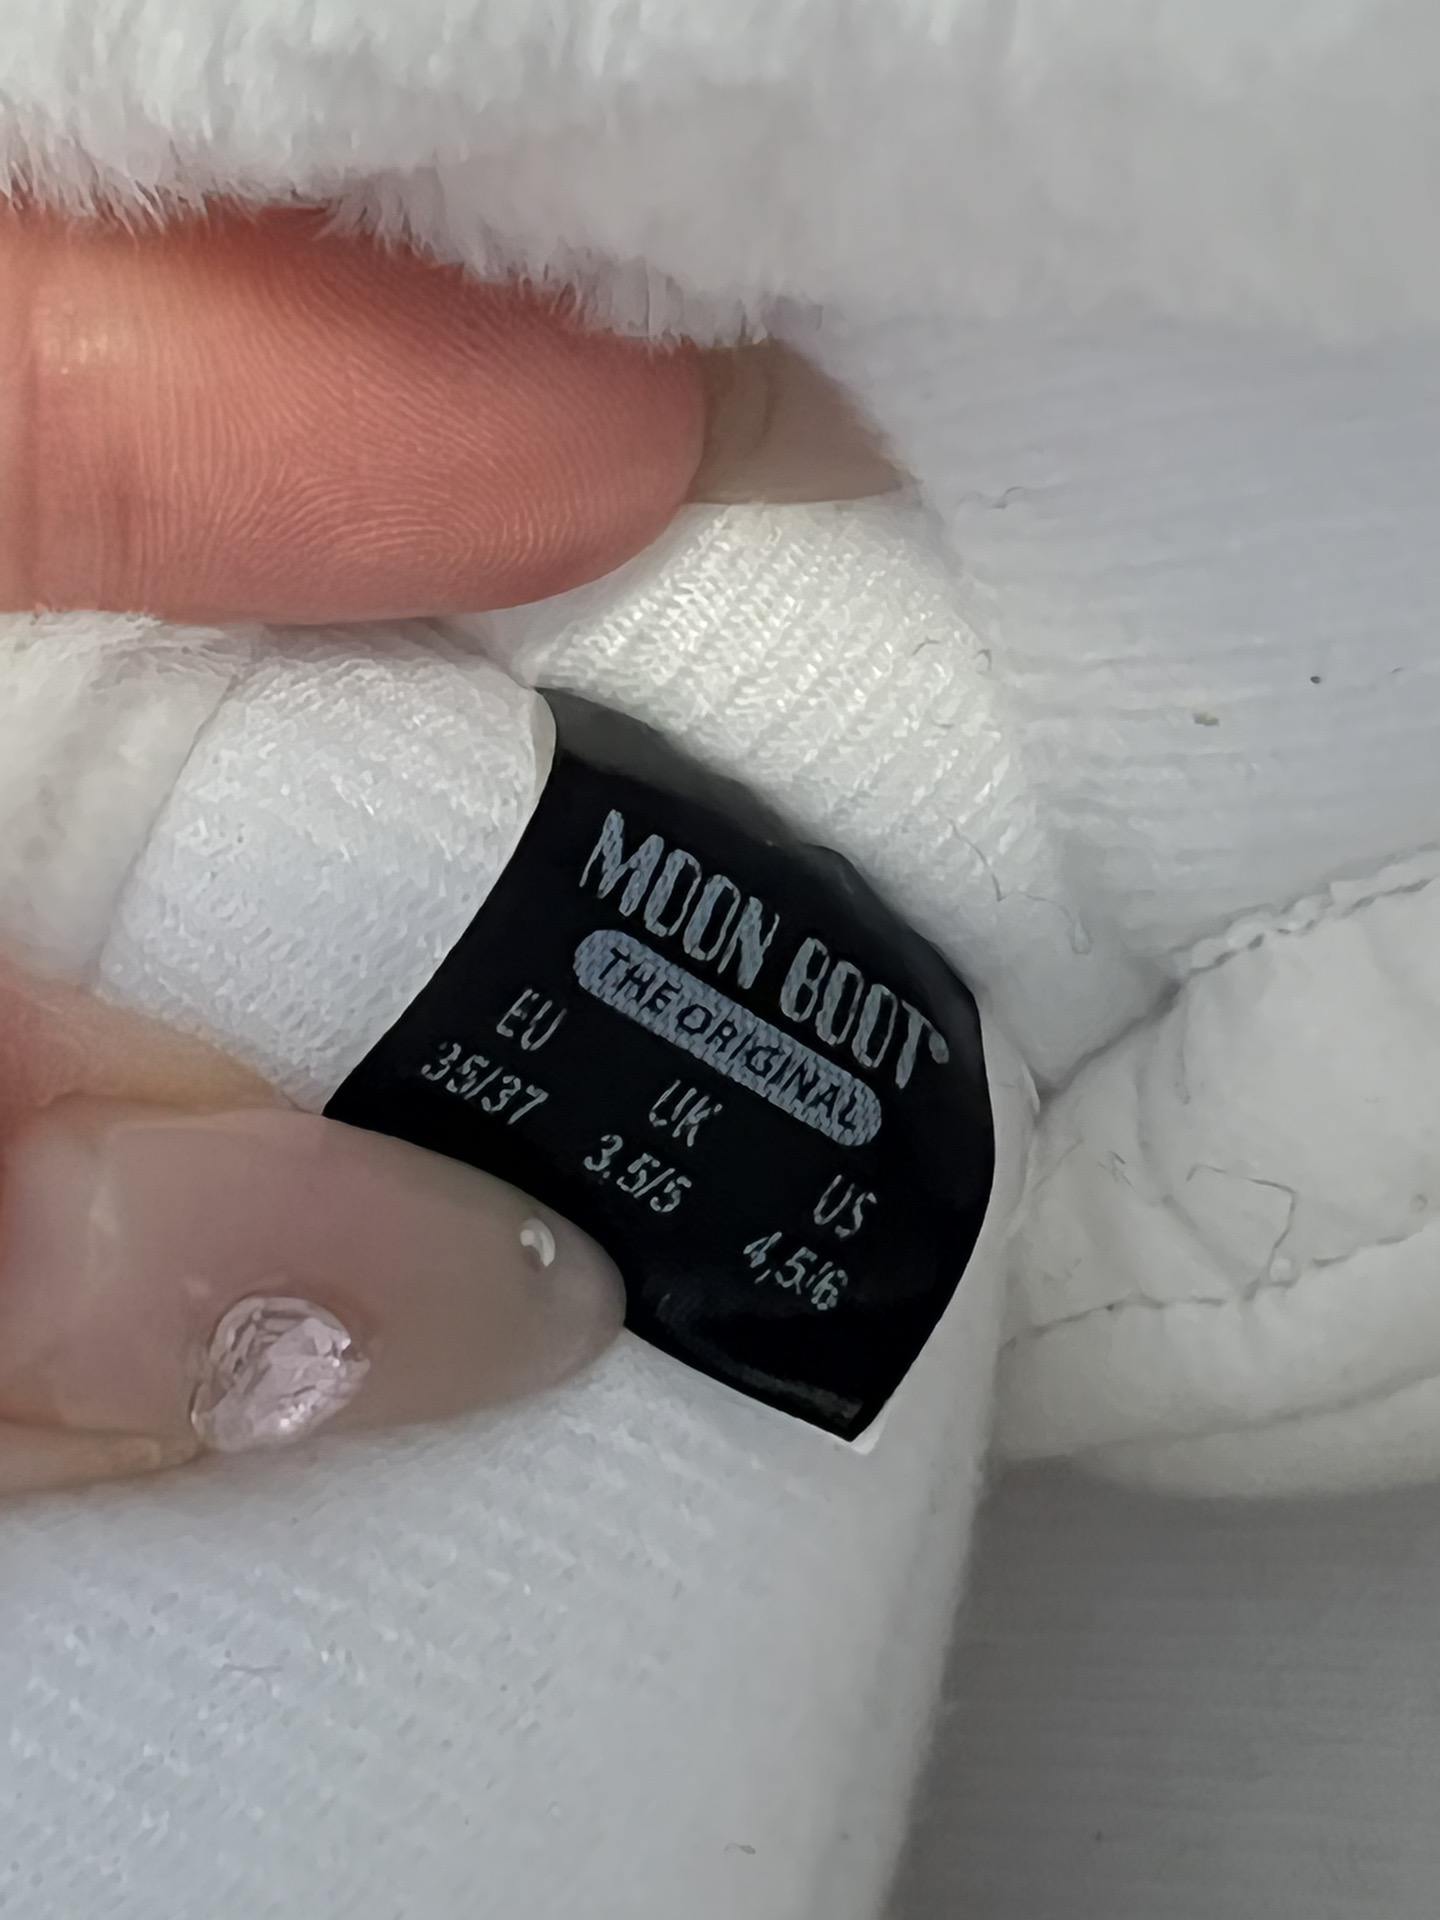 MOON BOOT
THE ORIGINAL
EU UK US
35/37 3.5/5 4,5/6